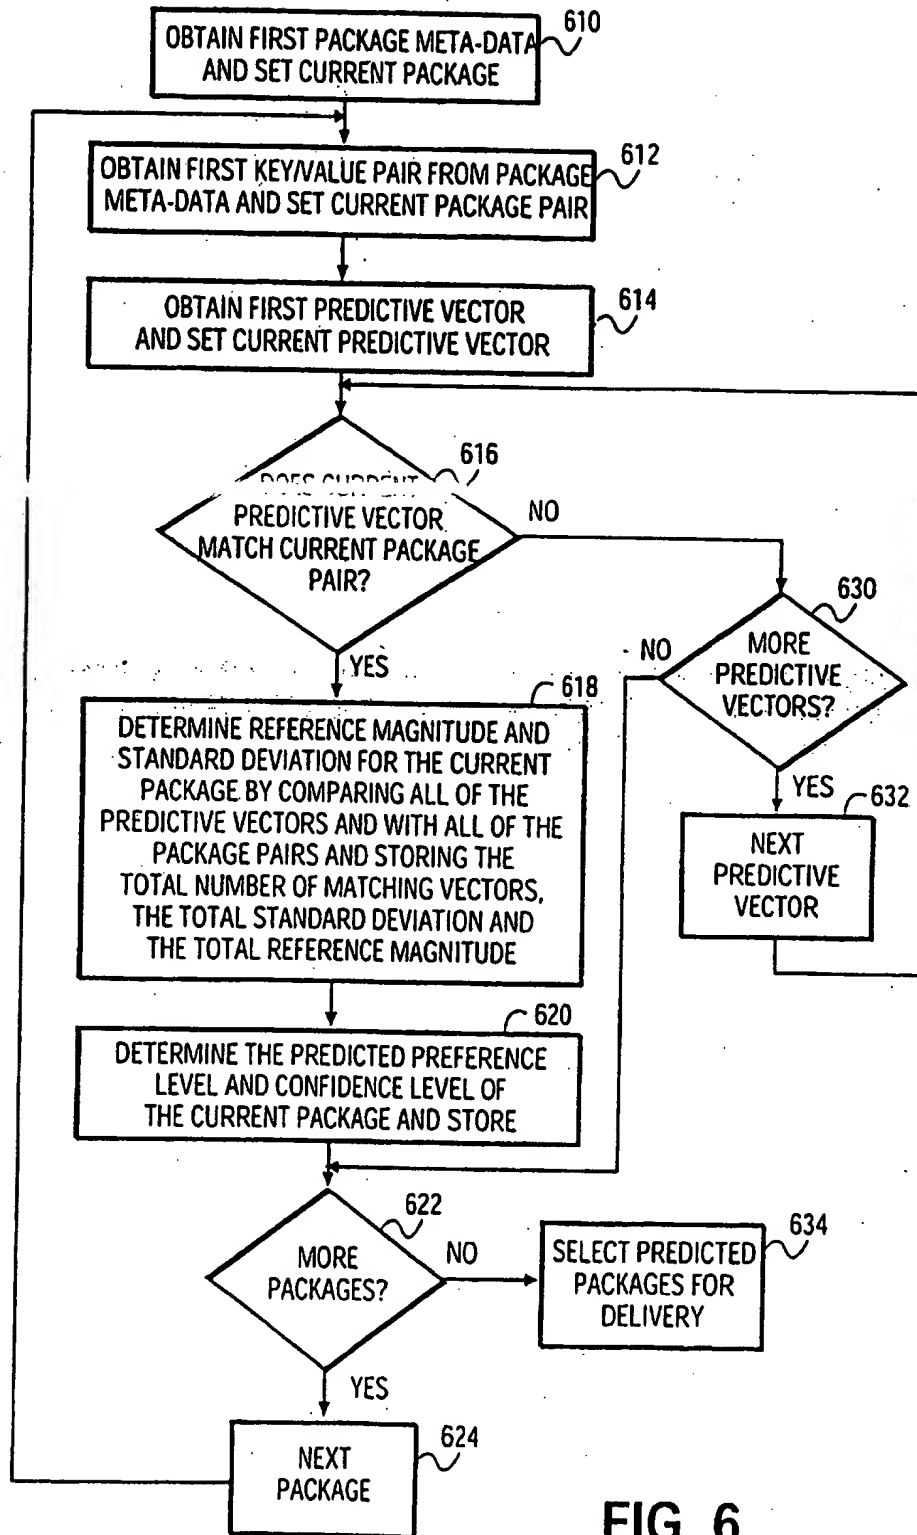 OBTAIN FIRST PACKAGE META-DATA
AND SET CURRENT PACKAGE
610
OBTAIN FIRST KEY/VALUE PAIR FROM PACKAGE
META-DATA AND SET CURRENT PACKAGE PAIR
612
OBTAIN FIRST PREDICTIVE VECTOR
AND SET CURRENT PREDICTIVE VECTOR
614
616
DOES CURRENT
PREDICTIVE VECTOR
MATCH CURRENT PACKAGE
PAIR?
NO
YES
630
MORE
PREDICTIVE
VECTORS?
NO
YES
632
NEXT
PREDICTIVE
VECTOR
618
DETERMINE REFERENCE MAGNITUDE AND
STANDARD DEVIATION FOR THE CURRENT
PACKAGE BY COMPARING ALL OF THE
PREDICTIVE VECTORS AND WITH ALL OF THE
PACKAGE PAIRS AND STORING THE
TOTAL NUMBER OF MATCHING VECTORS,
THE TOTAL STANDARD DEVIATION AND
THE TOTAL REFERENCE MAGNITUDE
620
DETERMINE THE PREDICTED PREFERENCE
LEVEL AND CONFIDENCE LEVEL OF
THE CURRENT PACKAGE AND STORE
622
MORE
PACKAGES?
NO
YES
634
SELECT PREDICTED
PACKAGES FOR
DELIVERY
624
NEXT
PACKAGE
FIG. 6